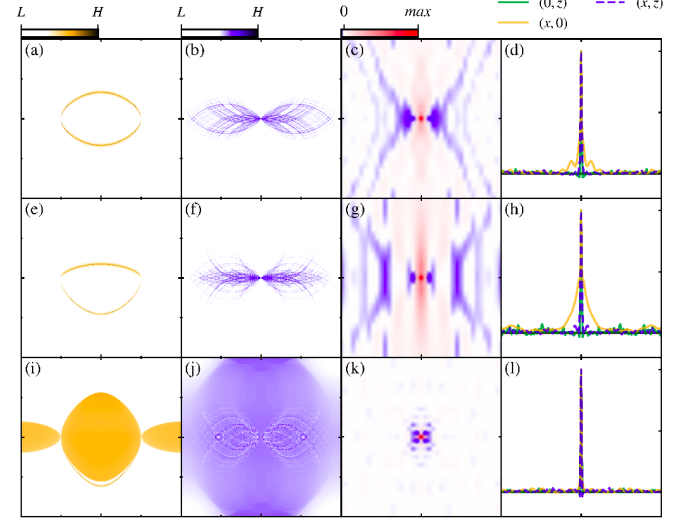 (0, z) (x, z)
L H L H 0 max (x, 0)
(a) (b) (c) (d)
(e) (f) (g) (h)
(i) (j) (k) (l)